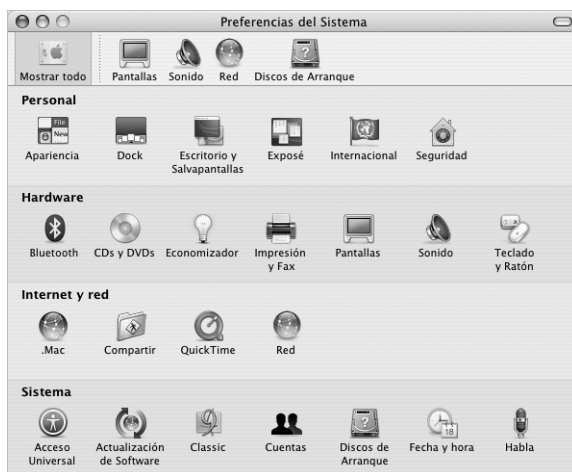 Preferencias del Sistema
Mostrar todo Pantallas Sonido Red Discos de Arranque
Personal
File
New
Apariencia Dock Escritorio y Salvapantallas Exposé Internacional Seguridad
Hardware
Bluetooth CDs y DVDs Economizador Impresión y Fax Pantallas Sonido Teclado y Ratón
Internet y red
.Mac Compartir QuickTime Red
Sistema
18
Acceso Universal Actualización de Software Classic Cuentas Discos de Arranque Fecha y hora Habla